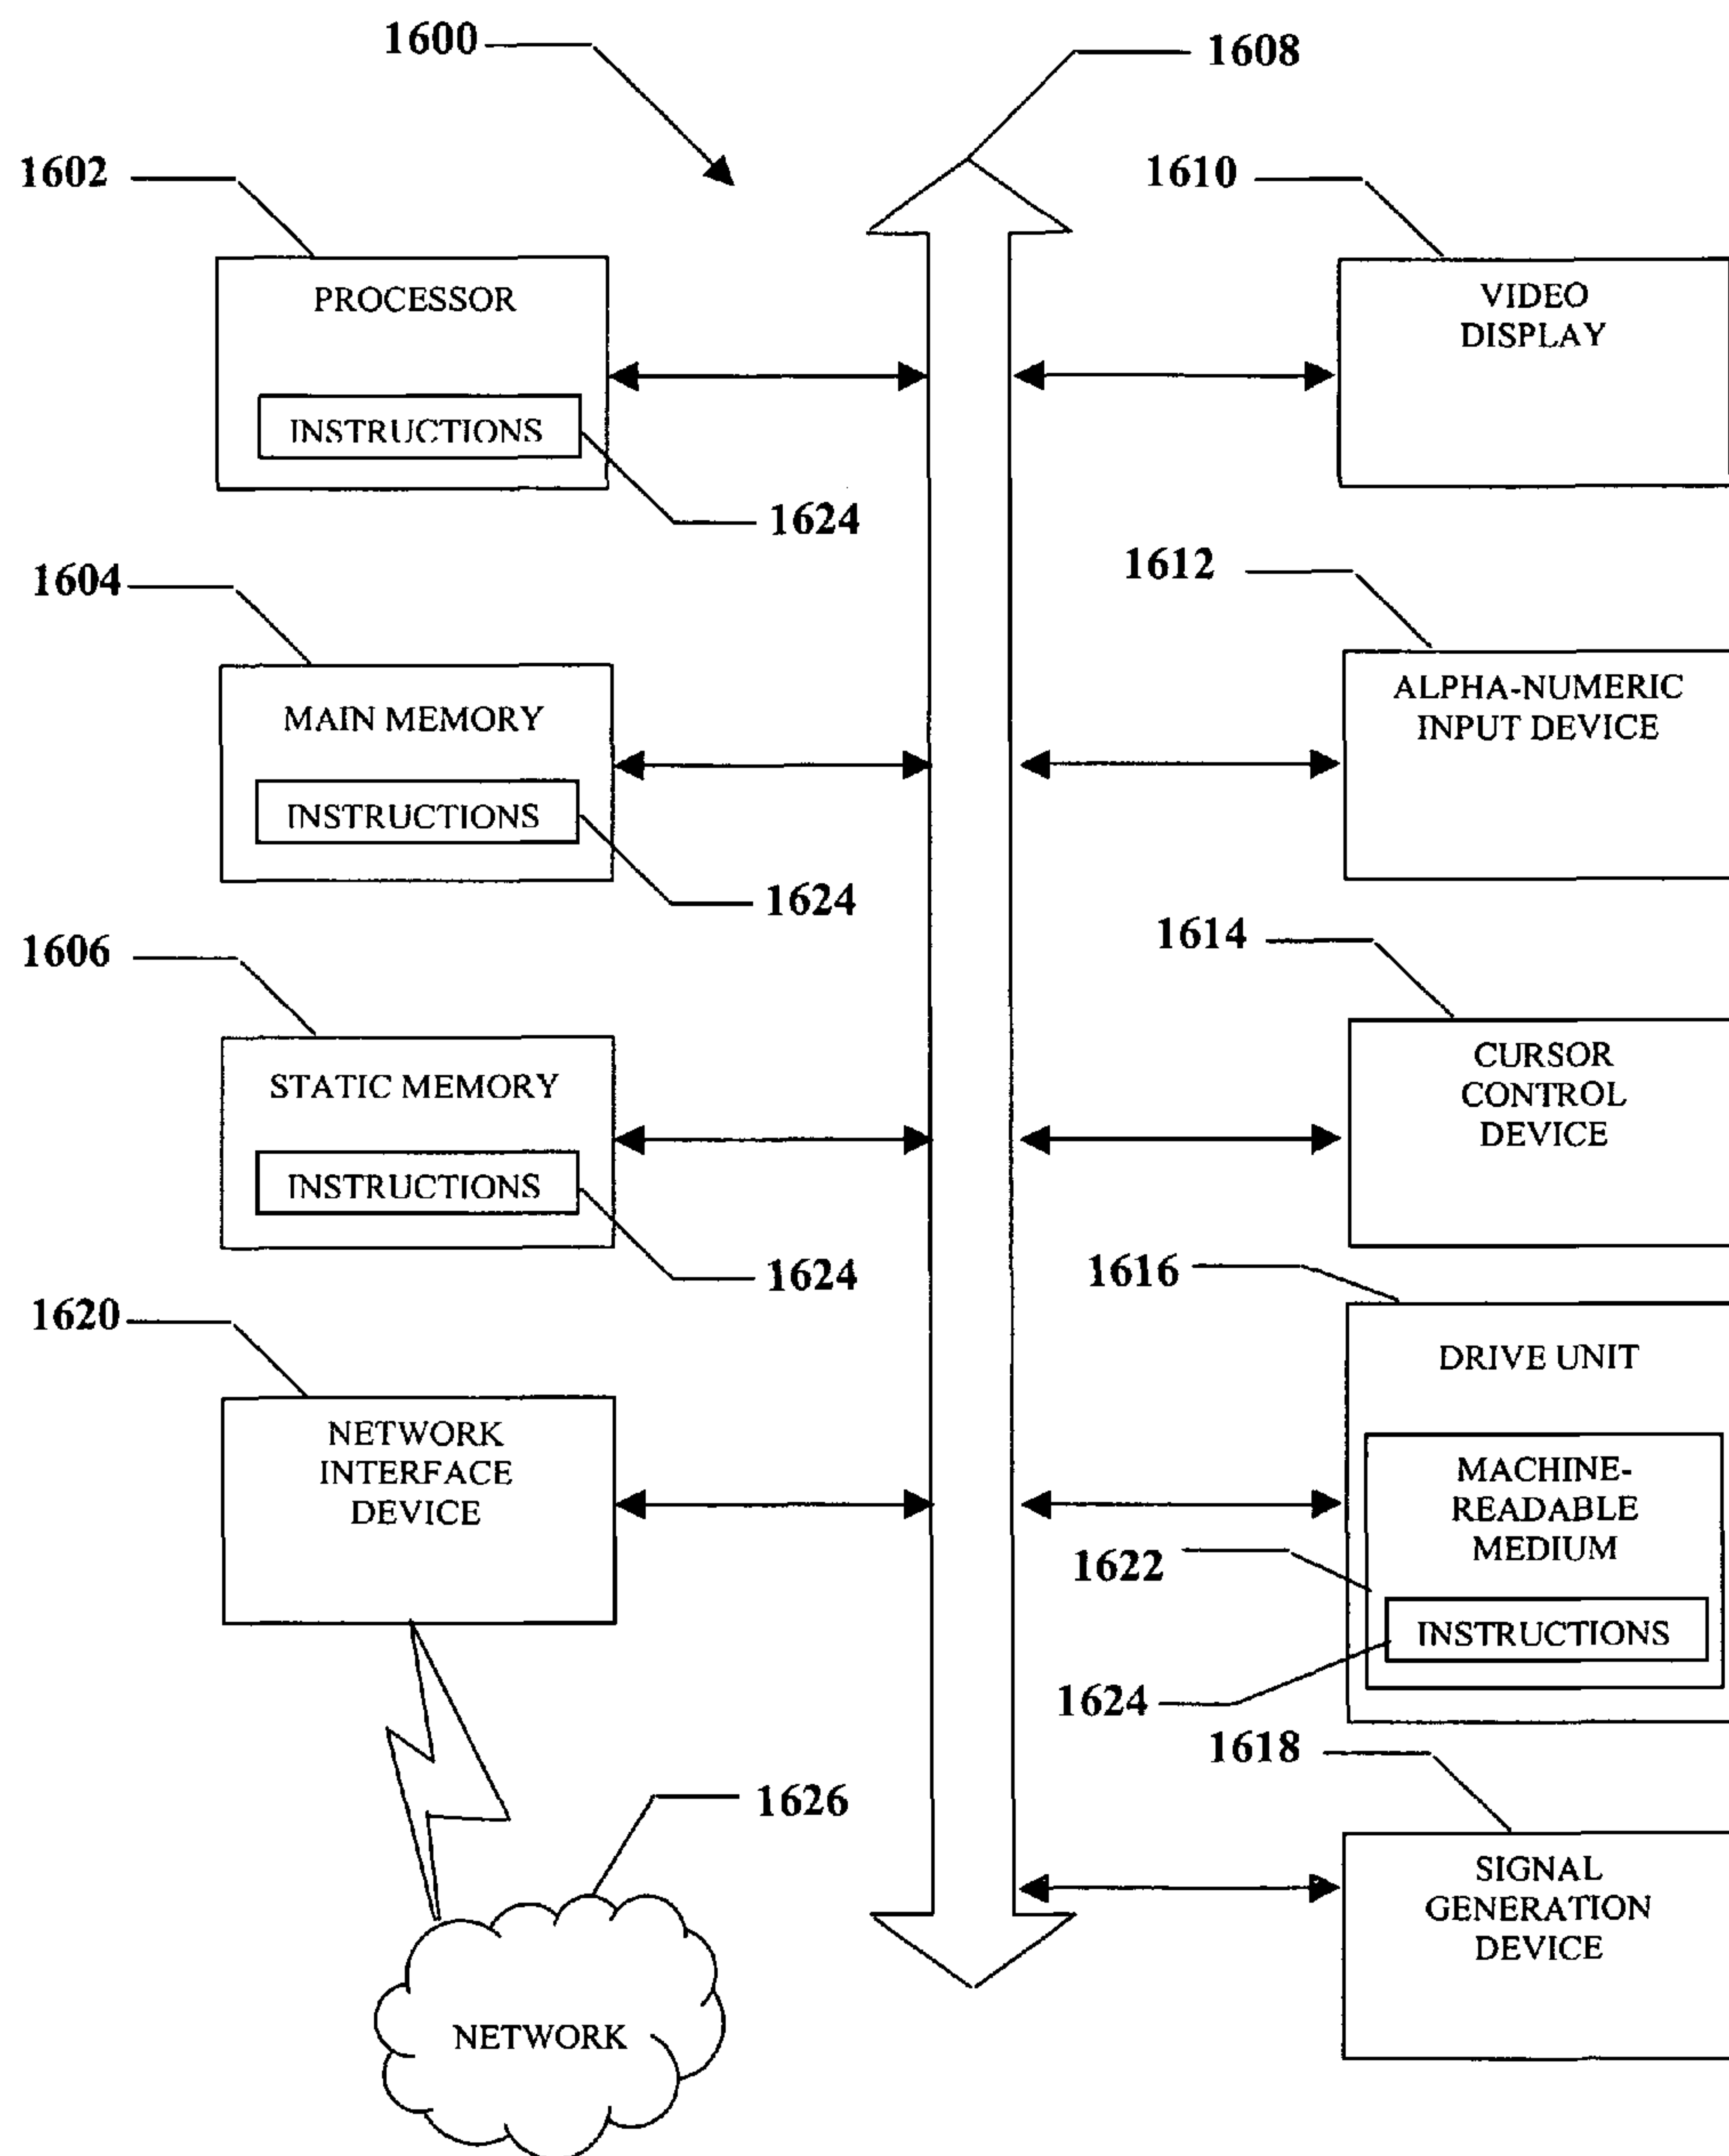 1600
1608
1602
1610
PROCESSOR
INSTRUCTIONS
1624
VIDEO
DISPLAY
1604
1612
MAIN MEMORY
INSTRUCTIONS
1624
ALPHA-NUMERIC
INPUT DEVICE
1606
1614
STATIC MEMORY
INSTRUCTIONS
1624
CURSOR
CONTROL
DEVICE
1620
1616
NETWORK
INTERFACE
DEVICE
DRIVE UNIT
MACHINE-
READABLE
MEDIUM
1622
INSTRUCTIONS
1624
1618
1626
SIGNAL
GENERATION
DEVICE
NETWORK